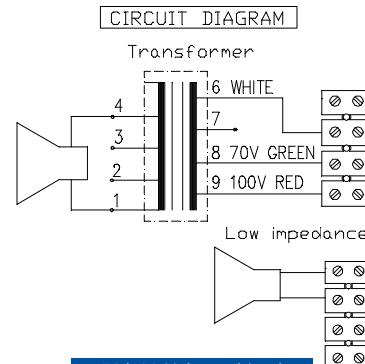 CIRCUIT DIAGRAM
Transformer
6 WHITE
4
7
3
8 70V GREEN
2
9 100V RED
1
Low impedance